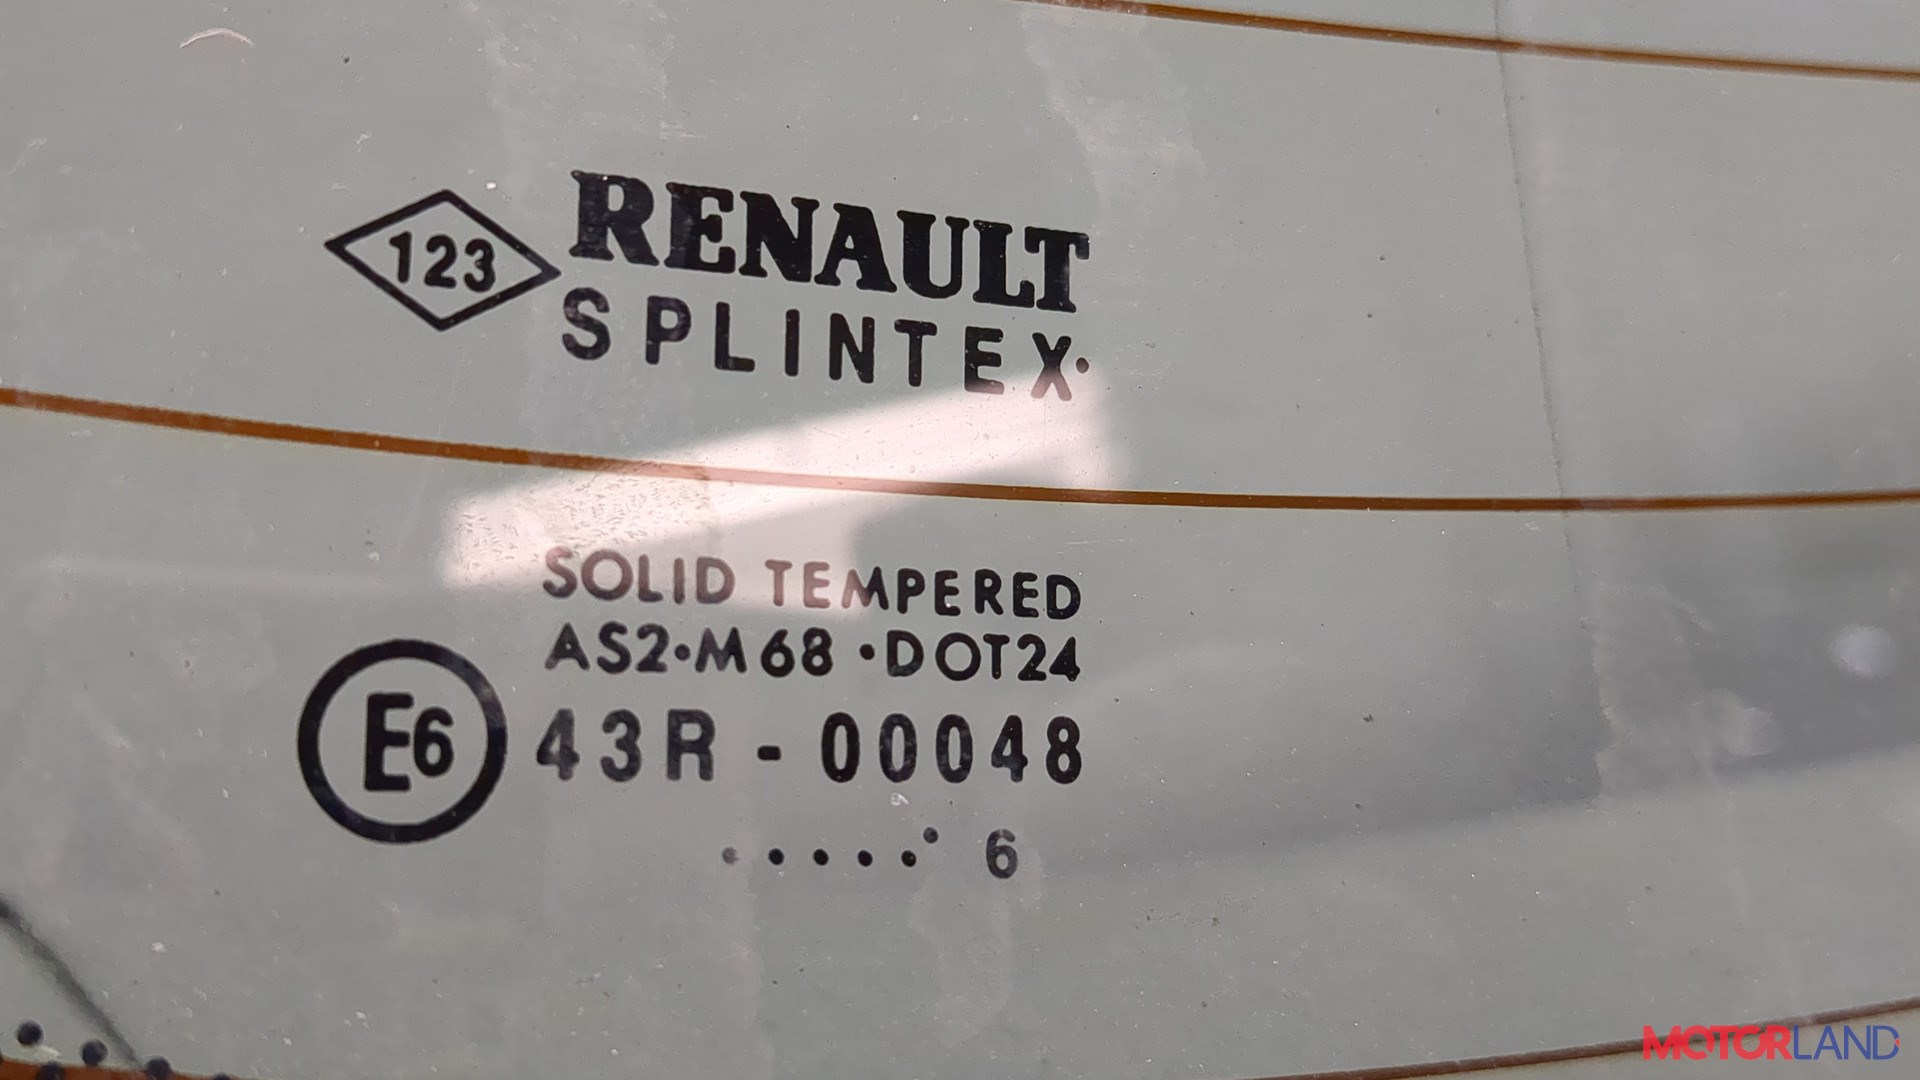 123
RENAULT
SPLINTEX
SOLID TEMPERED
AS2•M68 •DOT24
E6
43R - 00048
. . . . . • 6
MOTORLAND